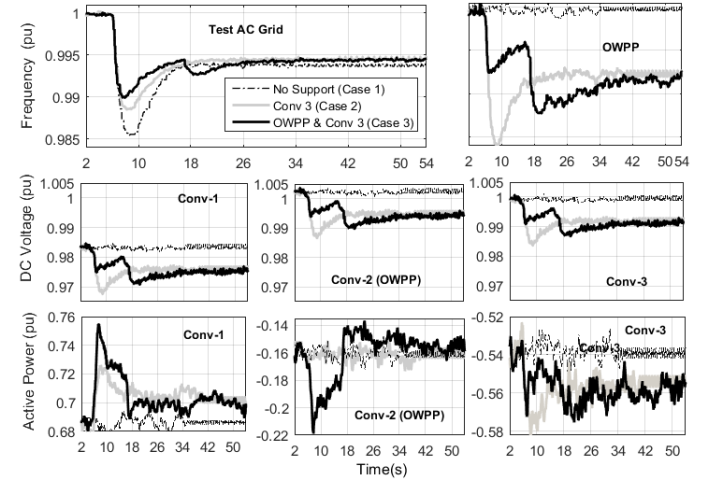 Test AC Grid
Frequency (pu)
1
0.995
0.99
0.985
No Support (Case 1)
Conv 3 (Case 2)
OWPP & Conv 3 (Case 3)
2 10 18 26 34 42 50 54
OWPP
2 10 18 26 34 42 50 54
DC Voltage (pu)
1.005
1
0.99
0.98
0.97
Conv-1
1.005
1
0.99
0.98
0.97
Conv-2 (OWPP)
1.005
1
0.99
0.98
0.97
Conv-3
Active Power (pu)
0.76
0.74
0.72
0.7
0.68
Conv-1
2 10 18 26 34 42 50
-0.14
-0.16
-0.18
-0.2
-0.22
Conv-2 (OWPP)
2 10 18 26 34 42 50
-0.52
-0.54
-0.56
-0.58
Conv-3
Conv-3
2 10 18 26 34 42 50
Time(s)